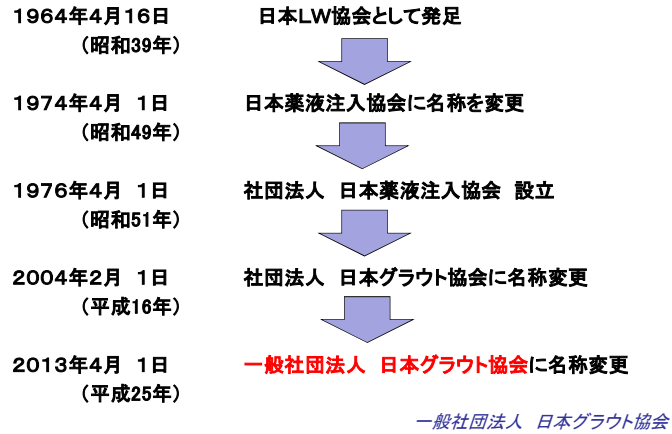 1964年4月16日　日本LW協会として発足
（昭和39年）
1974年4月　1日　日本薬液注入協会に名称を変更
（昭和49年）
1976年4月　1日　社団法人　日本薬液注入協会　設立
（昭和51年）
2004年2月　1日　社団法人　日本グラウト協会に名称変更
（平成16年）
2013年4月　1日　一般社団法人　日本グラウト協会に名称変更
（平成25年）
一般社団法人　日本グラウト協会